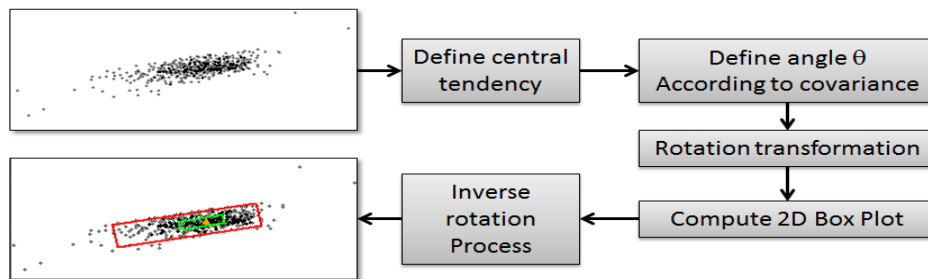 Define central
tendency
Define angle θ
According to covariance
Rotation transformation
Compute 2D Box Plot
Inverse
rotation
Process